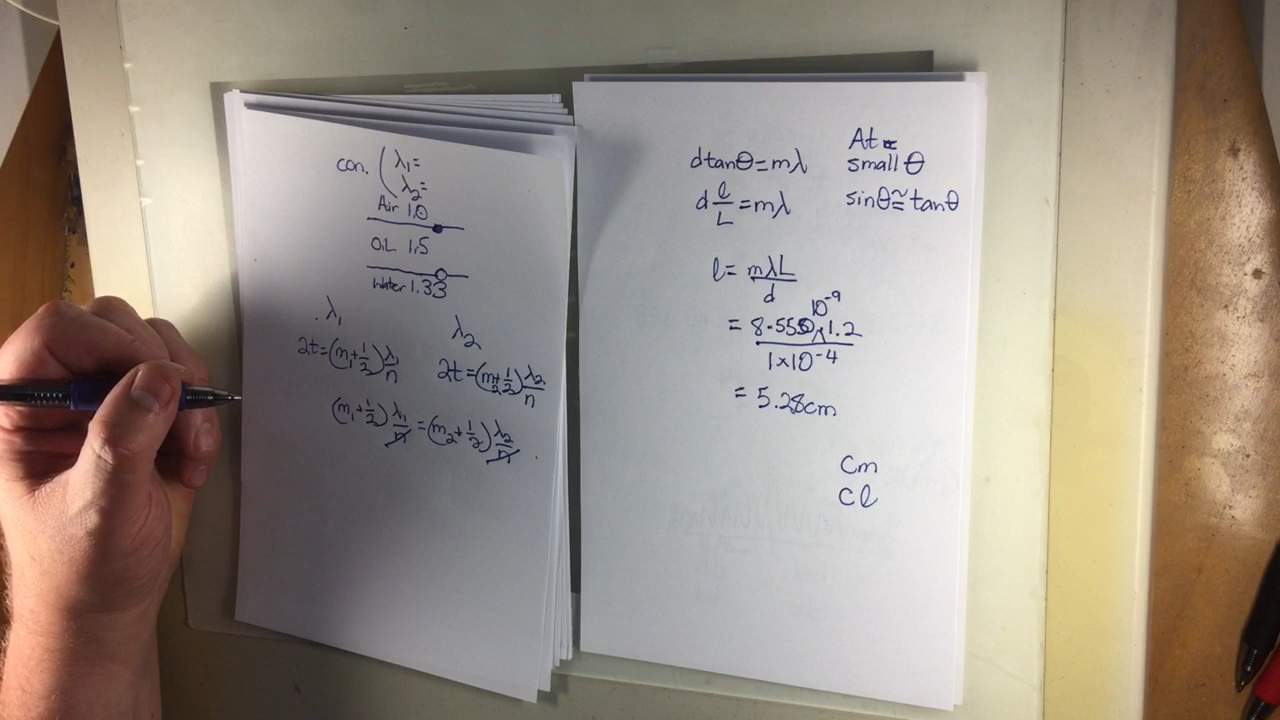 con. ( λ₁=
λ₂=
Air 1.0
OiL 1.5
Water 1.33
λ₁
λ₂
2t=(m₁+½)λ₁/n
2t=(m₂+½)λ₂/n
(m₁+½)λ₁/n=(m₂+½)λ₂/n
At
small θ
dtanθ=mλ
sinθ≅tanθ
d ℓ/L=mλ
ℓ= mλL/d
= 8·550 10⁻⁹ 1.2 / 1×10⁻⁴
= 5.28cm
Cm
Cℓ